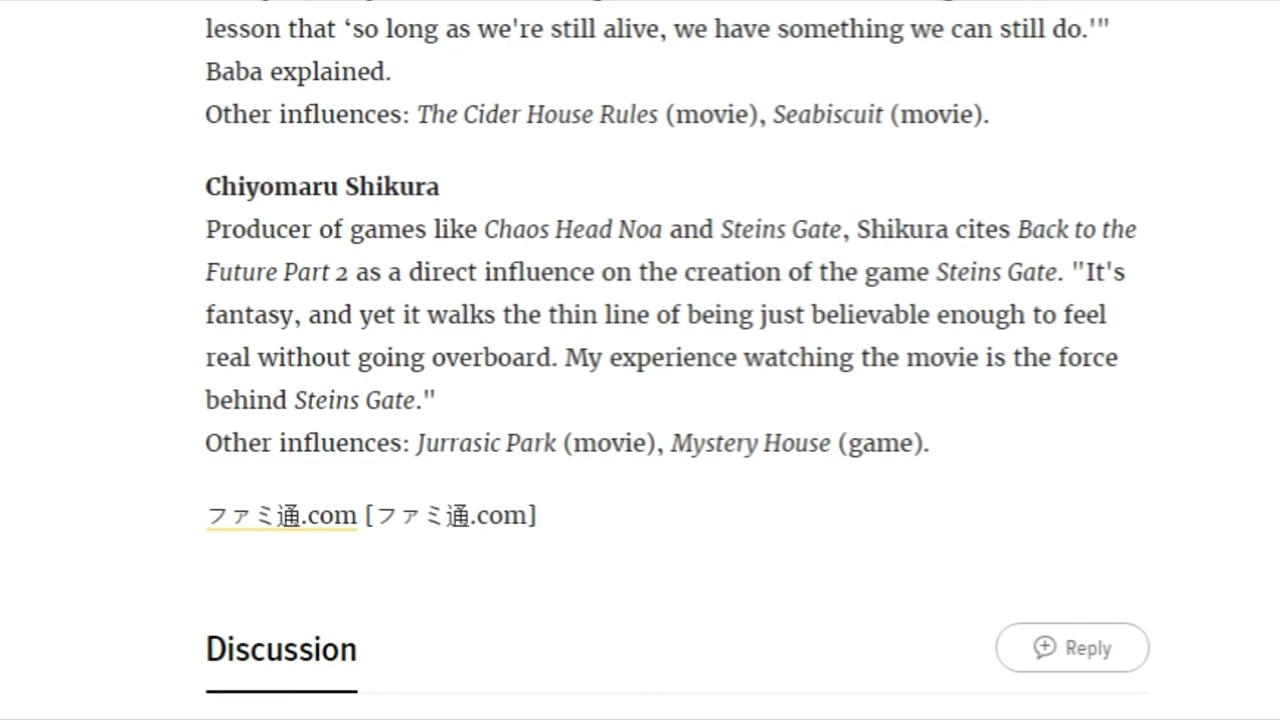 lesson that ‘so long as we're still alive, we have something we can still do.'"
Baba explained.
Other influences: The Cider House Rules (movie), Seabiscuit (movie).
Chiyomaru Shikura
Producer of games like Chaos Head Noa and Steins Gate, Shikura cites Back to the
Future Part 2 as a direct influence on the creation of the game Steins Gate. "It's
fantasy, and yet it walks the thin line of being just believable enough to feel
real without going overboard. My experience watching the movie is the force
behind Steins Gate."
Other influences: Jurrasic Park (movie), Mystery House (game).
ファミ通.com [ファミ通.com]
Discussion
Reply